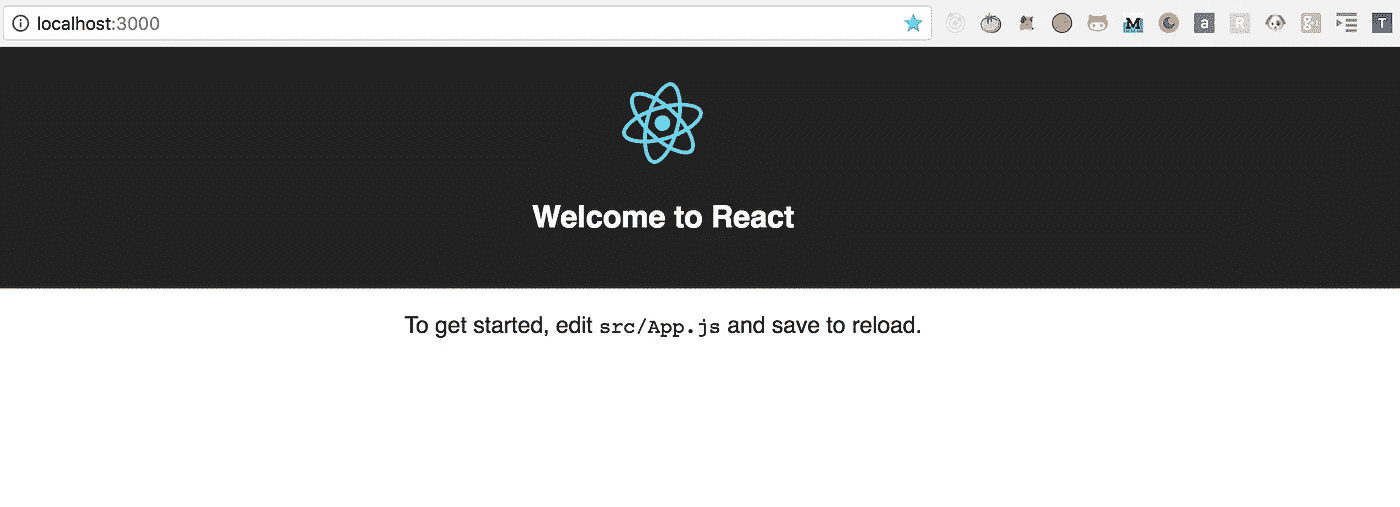 localhost:3000
M
a
R
g
T
Welcome to React
To get started, edit src/App.js and save to reload.